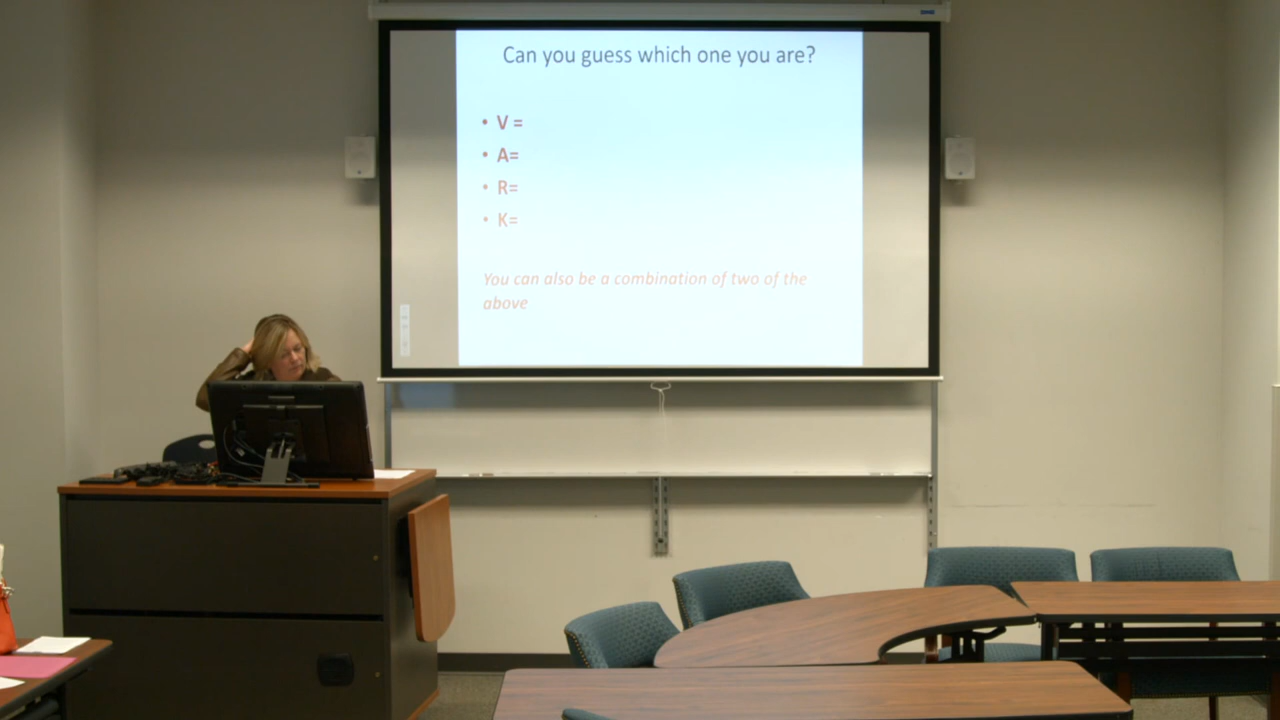 Can you guess which one you are?
• V =
• A=
• R=
• K=
You can also be a combination of two of the
above